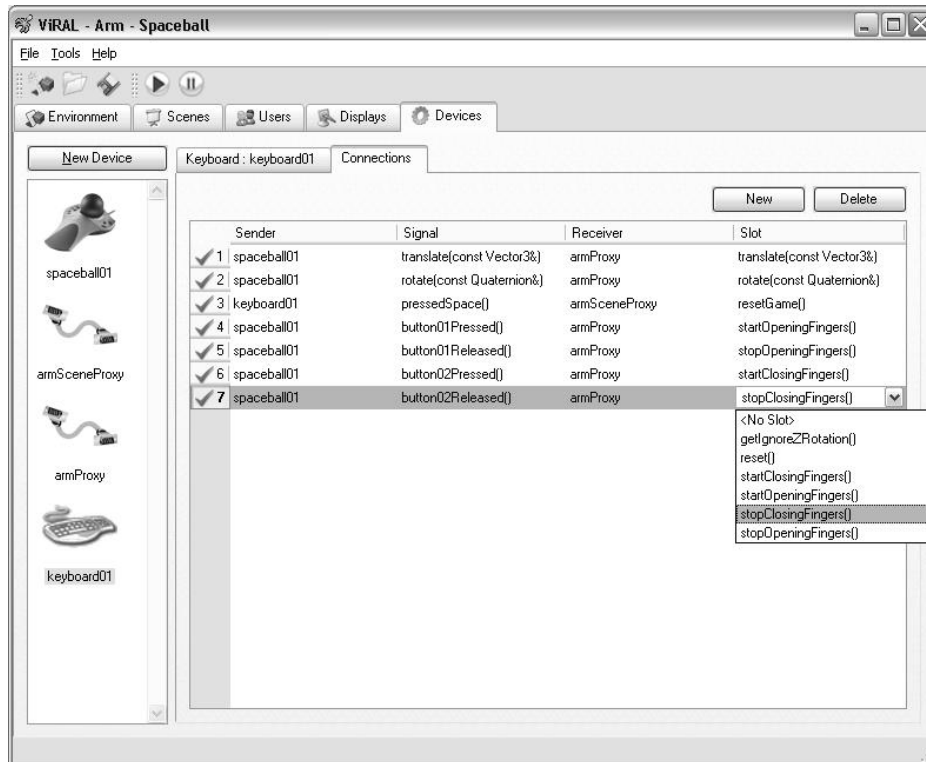 ViRAL - Arm - Spaceball
File Tools Help
Environment Scenes Users Displays Devices
New Device Keyboard : keyboard01 Connections
New Delete
Sender Signal Receiver Slot
1 spaceball01 translate(const Vector3&) armProxy translate(const Vector3&)
2 spaceball01 rotate(const Quaternion&) armProxy rotate(const Quaternion&)
3 keyboard01 pressedSpace() armSceneProxy resetGame()
4 spaceball01 button01Pressed() armProxy startOpeningFingers()
5 spaceball01 button01Released() armProxy stopOpeningFingers()
6 spaceball01 button02Pressed() armProxy startClosingFingers()
7 spaceball01 button02Released() armProxy stopClosingFingers()
<No Slot>
getIgnoreZRotation()
reset()
startClosingFingers()
startOpeningFingers()
stopClosingFingers()
stopOpeningFingers()
spaceball01
armSceneProxy
armProxy
keyboard01